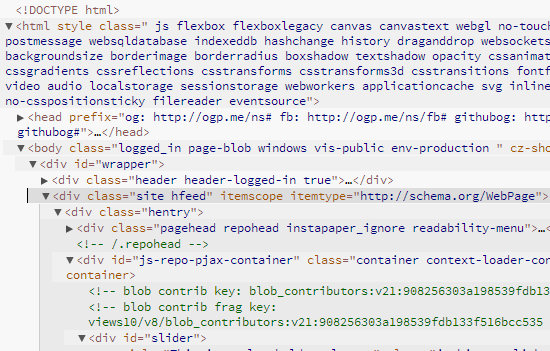 <!DOCTYPE html>
▼<html style class=" js flexbox flexboxlegacy canvas canvastext webgl no-touch
postmessage websqldatabase indexeddb hashchange history draganddrop websockets
backgroundsize borderimage borderradius boxshadow textshadow opacity cssanimat
cssgradients cssreflections csstransforms csstransforms3d csstransitions fontf
video audio localstorage sessionstorage webworkers applicationcache svg inline
no-csspositionsticky filereader eventsource">
▶<head prefix="og: http://ogp.me/ns# fb: http://ogp.me/ns/fb# githubog: http:
githubog#">…</head>
▼<body class="logged_in page-blob windows vis-public env-production " cz-sho
▼<div id="wrapper">
▶<div class="header header-logged-in true">…</div>
▼<div class="site hfeed" itemscope itemtype="http://schema.org/WebPage">
▼<div class="hentry">
▶<div class="pagehead repohead instapaper_ignore readability-menu">…
<!-- /.repohead -->
▼<div id="js-repo-pjax-container" class="container context-loader-con
container>
<!-- blob contrib key: blob_contributors:v21:908256303a198539fdb13
<!-- blob contrib frag key:
views10/v8/blob_contributors:v21:908256303a198539fdb133f516bcc535
▼<div id="slider">